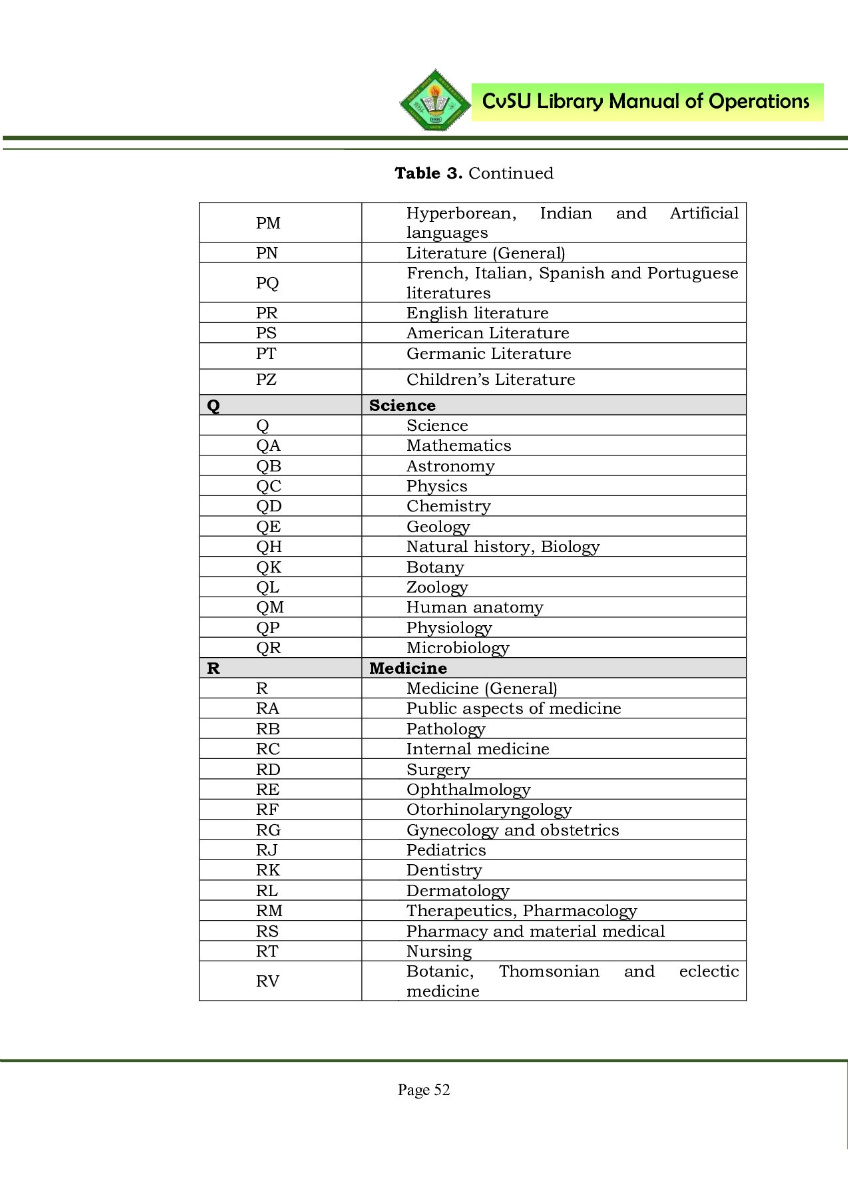 CvSU Library Manual of Operations
Table 3. Continued
PM Hyperborean, Indian and Artificial
languages
PN Literature (General)
PQ French, Italian, Spanish and Portuguese
literatures
PR English literature
PS American Literature
PT Germanic Literature
PZ Children’s Literature
Q Science
Q Science
QA Mathematics
QB Astronomy
QC Physics
QD Chemistry
QE Geology
QH Natural history, Biology
QK Botany
QL Zoology
QM Human anatomy
QP Physiology
QR Microbiology
R Medicine
R Medicine (General)
RA Public aspects of medicine
RB Pathology
RC Internal medicine
RD Surgery
RE Ophthalmology
RF Otorhinolaryngology
RG Gynecology and obstetrics
RJ Pediatrics
RK Dentistry
RL Dermatology
RM Therapeutics, Pharmacology
RS Pharmacy and material medical
RT Nursing
RV Botanic, Thomsonian and eclectic
medicine
Page 52